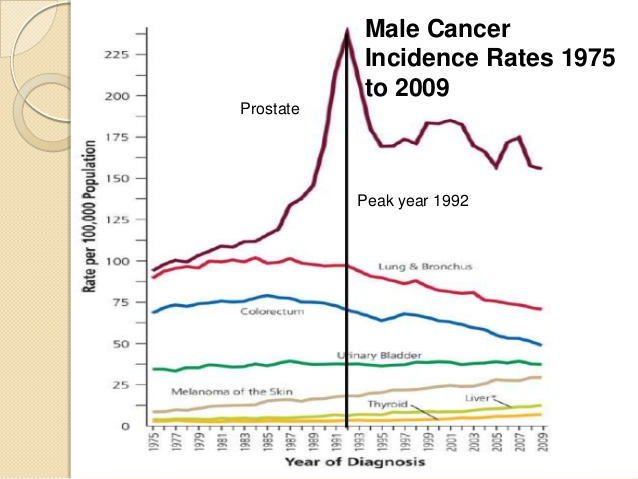 Male Cancer
Incidence Rates 1975
to 2009
Prostate
Peak year 1992
Lung & Bronchus
Colorectum
Urinary Bladder
Melanoma of the Skin
Thyroid
Liver*
Rate per 100,000 Population
225
200
175
150
125
100
75
50
25
0
1975 1977 1979 1981 1983 1985 1987 1989 1991 1993 1995 1997 1999 2001 2003 2005 2007 2009
Year of Diagnosis